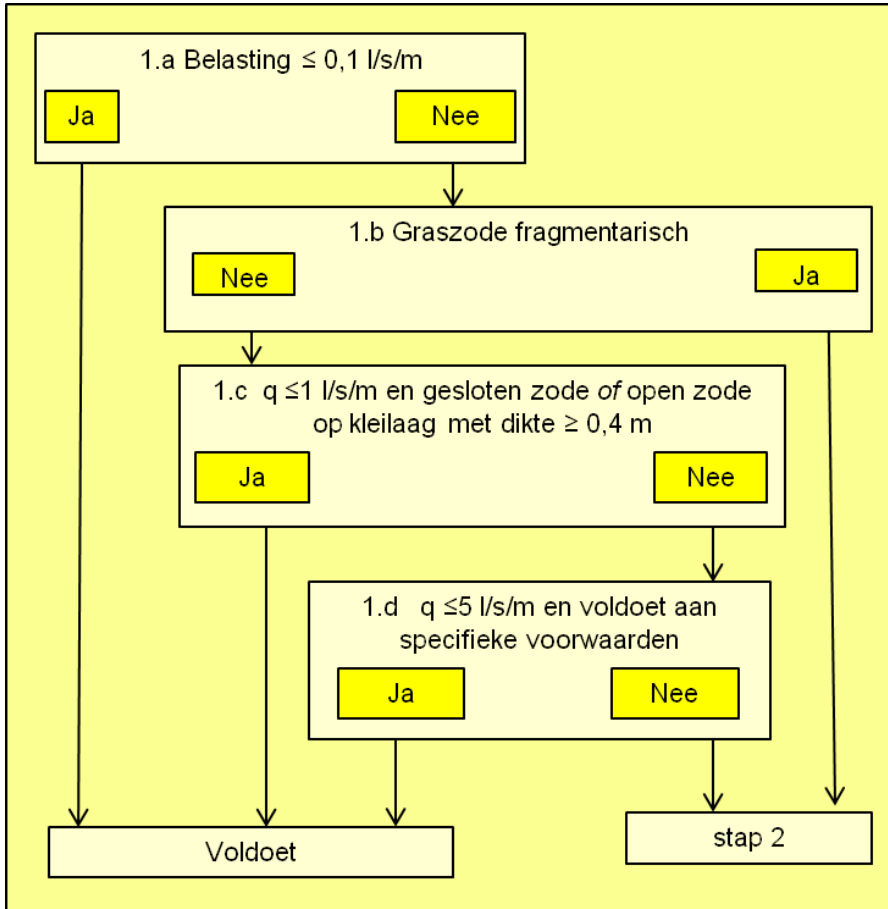 1.a Belasting ≤ 0,1 l/s/m
Ja
Nee
1.b Graszode fragmentarisch
Nee
Ja
1.c q ≤1 l/s/m en gesloten zode of open zode
op kleilaag met dikte ≥ 0,4 m
Ja
Nee
1.d q ≤5 l/s/m en voldoet aan
specifieke voorwaarden
Ja
Nee
Voldoet
stap 2